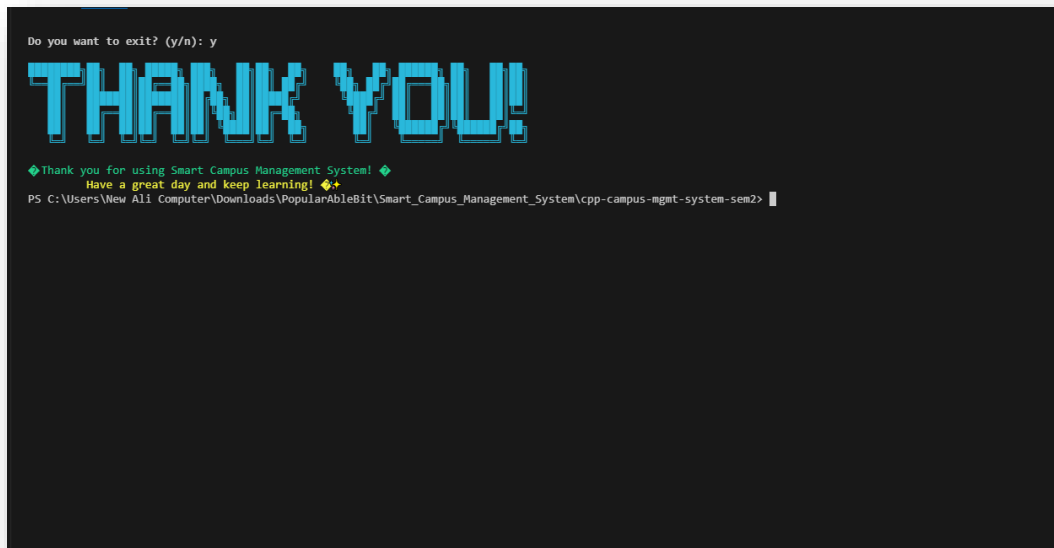 Do you want to exit? (y/n): y
THANK YOU!
�Thank you for using Smart Campus Management System! �
Have a great day and keep learning! �✨
PS C:\Users\New Ali Computer\Downloads\PopularAbleBit\Smart_Campus_Management_System\cpp-campus-mgmt-system-sem2>